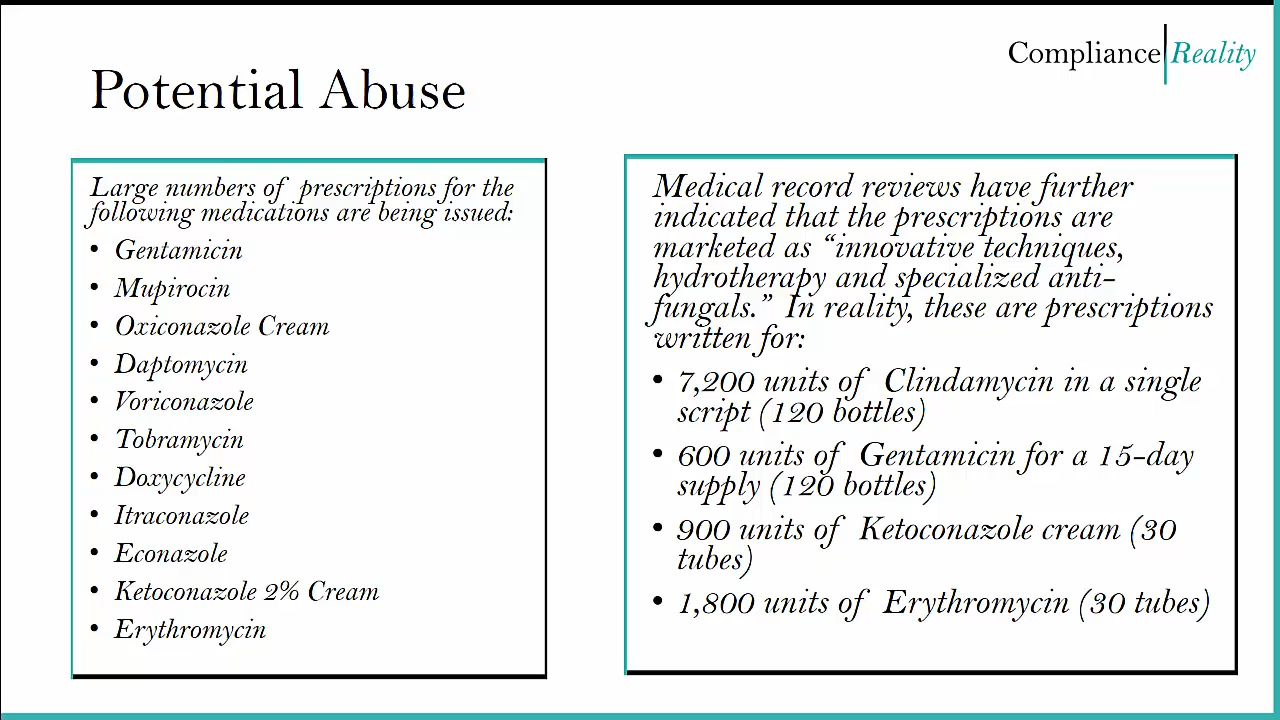 Compliance Reality
Potential Abuse
Large numbers of prescriptions for the
following medications are being issued:
• Gentamicin
• Mupirocin
• Oxiconazole Cream
• Daptomycin
• Voriconazole
• Tobramycin
• Doxycycline
• Itraconazole
• Econazole
• Ketoconazole 2% Cream
• Erythromycin
Medical record reviews have further
indicated that the prescriptions are
marketed as “innovative techniques,
hydrotherapy and specialized anti-
fungals.” In reality, these are prescriptions
written for:
• 7,200 units of Clindamycin in a single
script (120 bottles)
• 600 units of Gentamicin for a 15-day
supply (120 bottles)
• 900 units of Ketoconazole cream (30
tubes)
• 1,800 units of Erythromycin (30 tubes)